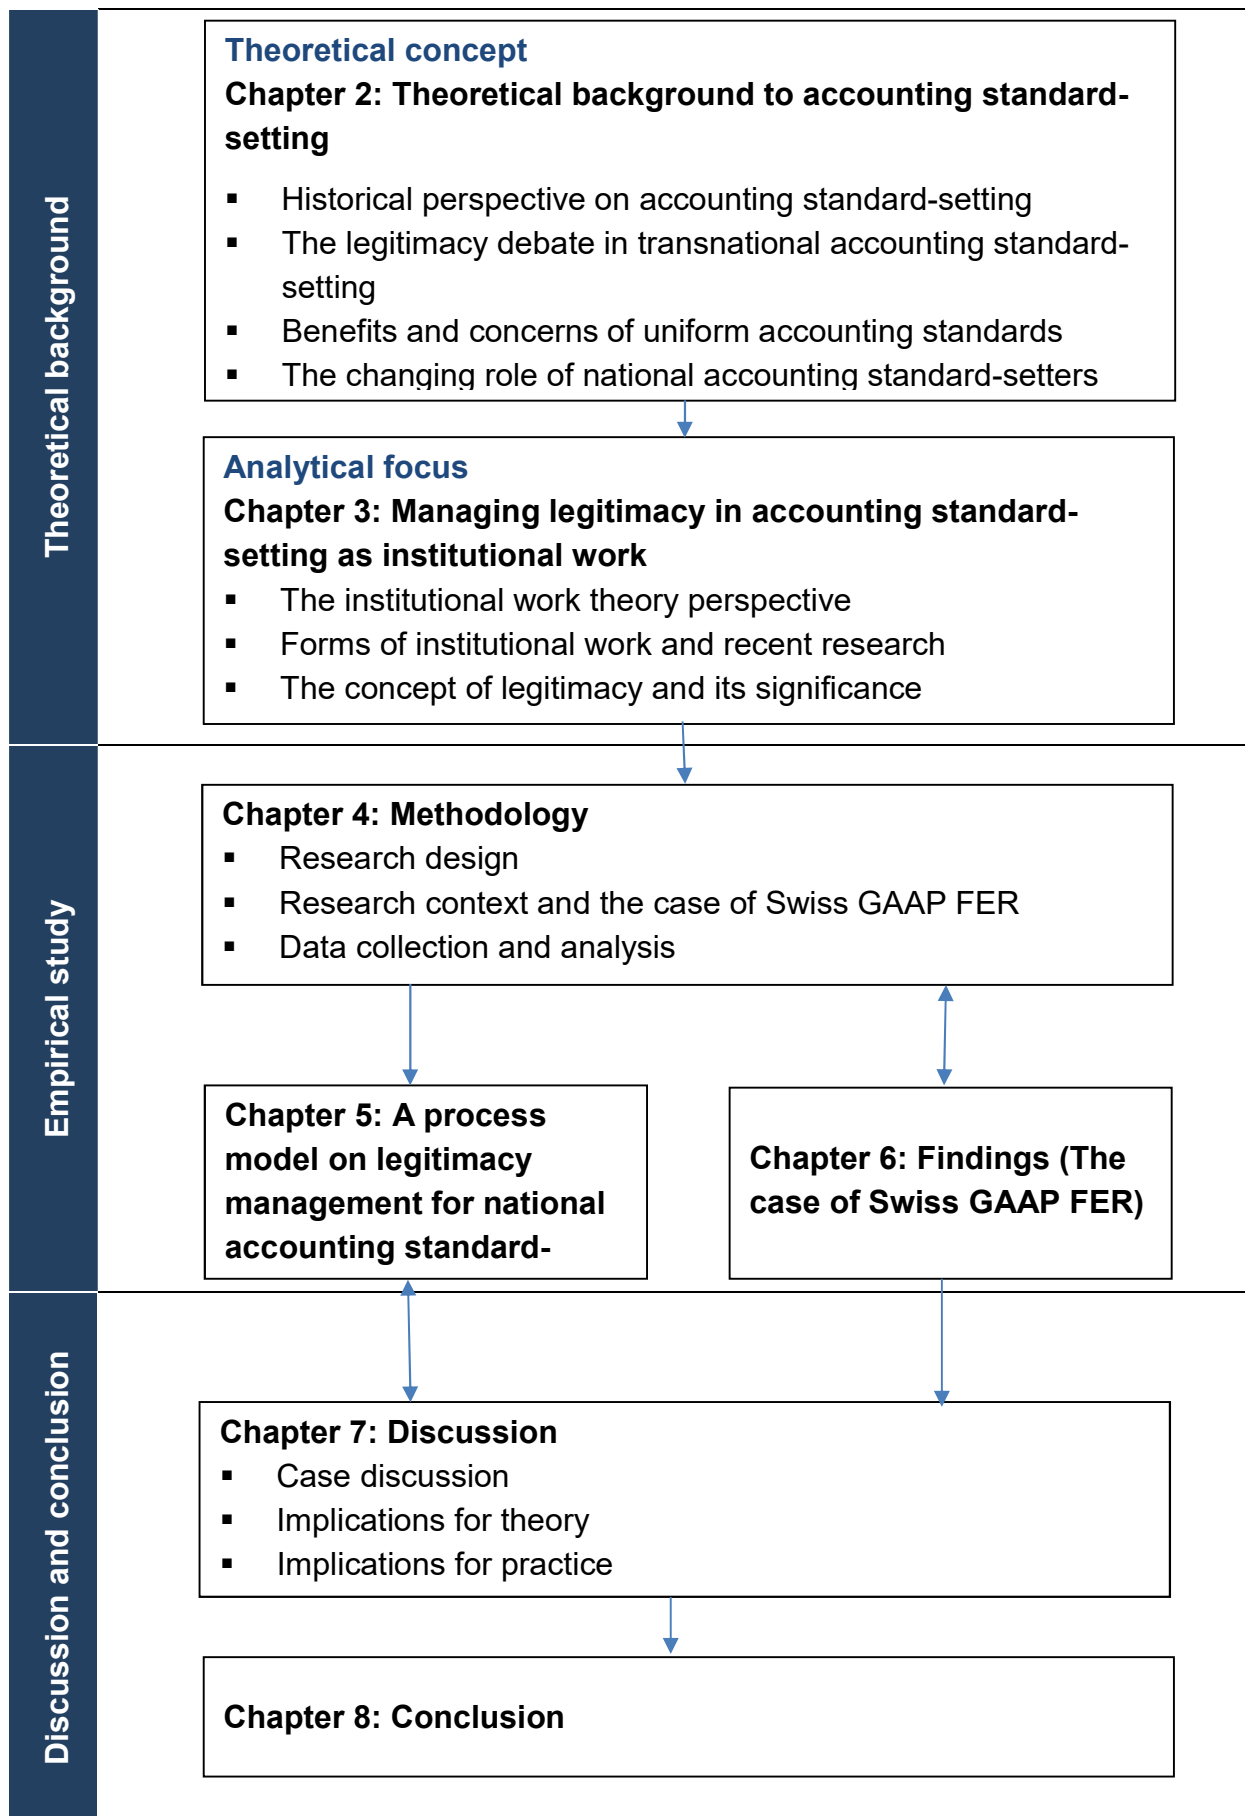 Theoretical background
Theoretical concept
Chapter 2: Theoretical background to accounting standard-
setting
▪ Historical perspective on accounting standard-setting
▪ The legitimacy debate in transnational accounting standard-
setting
▪ Benefits and concerns of uniform accounting standards
▪ The changing role of national accounting standard-setters
Analytical focus
Chapter 3: Managing legitimacy in accounting standard-
setting as institutional work
▪ The institutional work theory perspective
▪ Forms of institutional work and recent research
▪ The concept of legitimacy and its significance
Empirical study
Chapter 4: Methodology
▪ Research design
▪ Research context and the case of Swiss GAAP FER
▪ Data collection and analysis
Chapter 5: A process
model on legitimacy
management for national
accounting standard-
Chapter 6: Findings (The
case of Swiss GAAP FER)
Discussion and conclusion
Chapter 7: Discussion
▪ Case discussion
▪ Implications for theory
▪ Implications for practice
Chapter 8: Conclusion